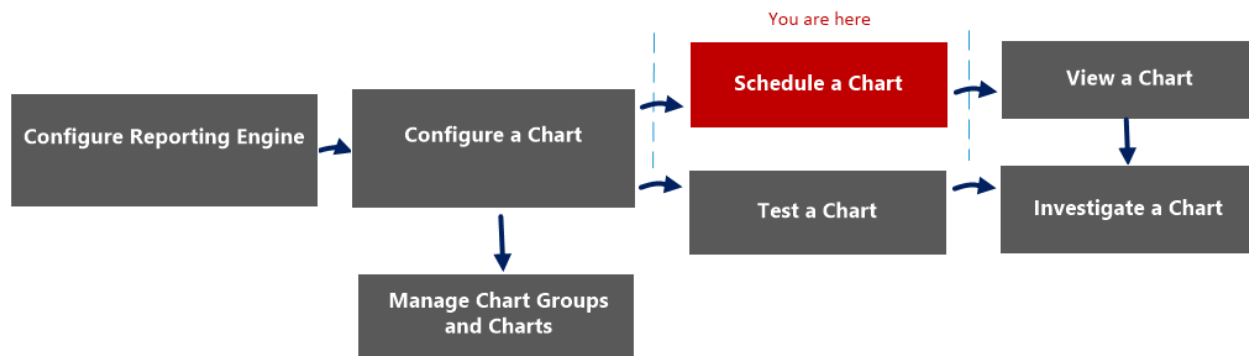 You are here
Configure Reporting Engine
Configure a Chart
Schedule a Chart
View a Chart
Test a Chart
Investigate a Chart
Manage Chart Groups
and Charts